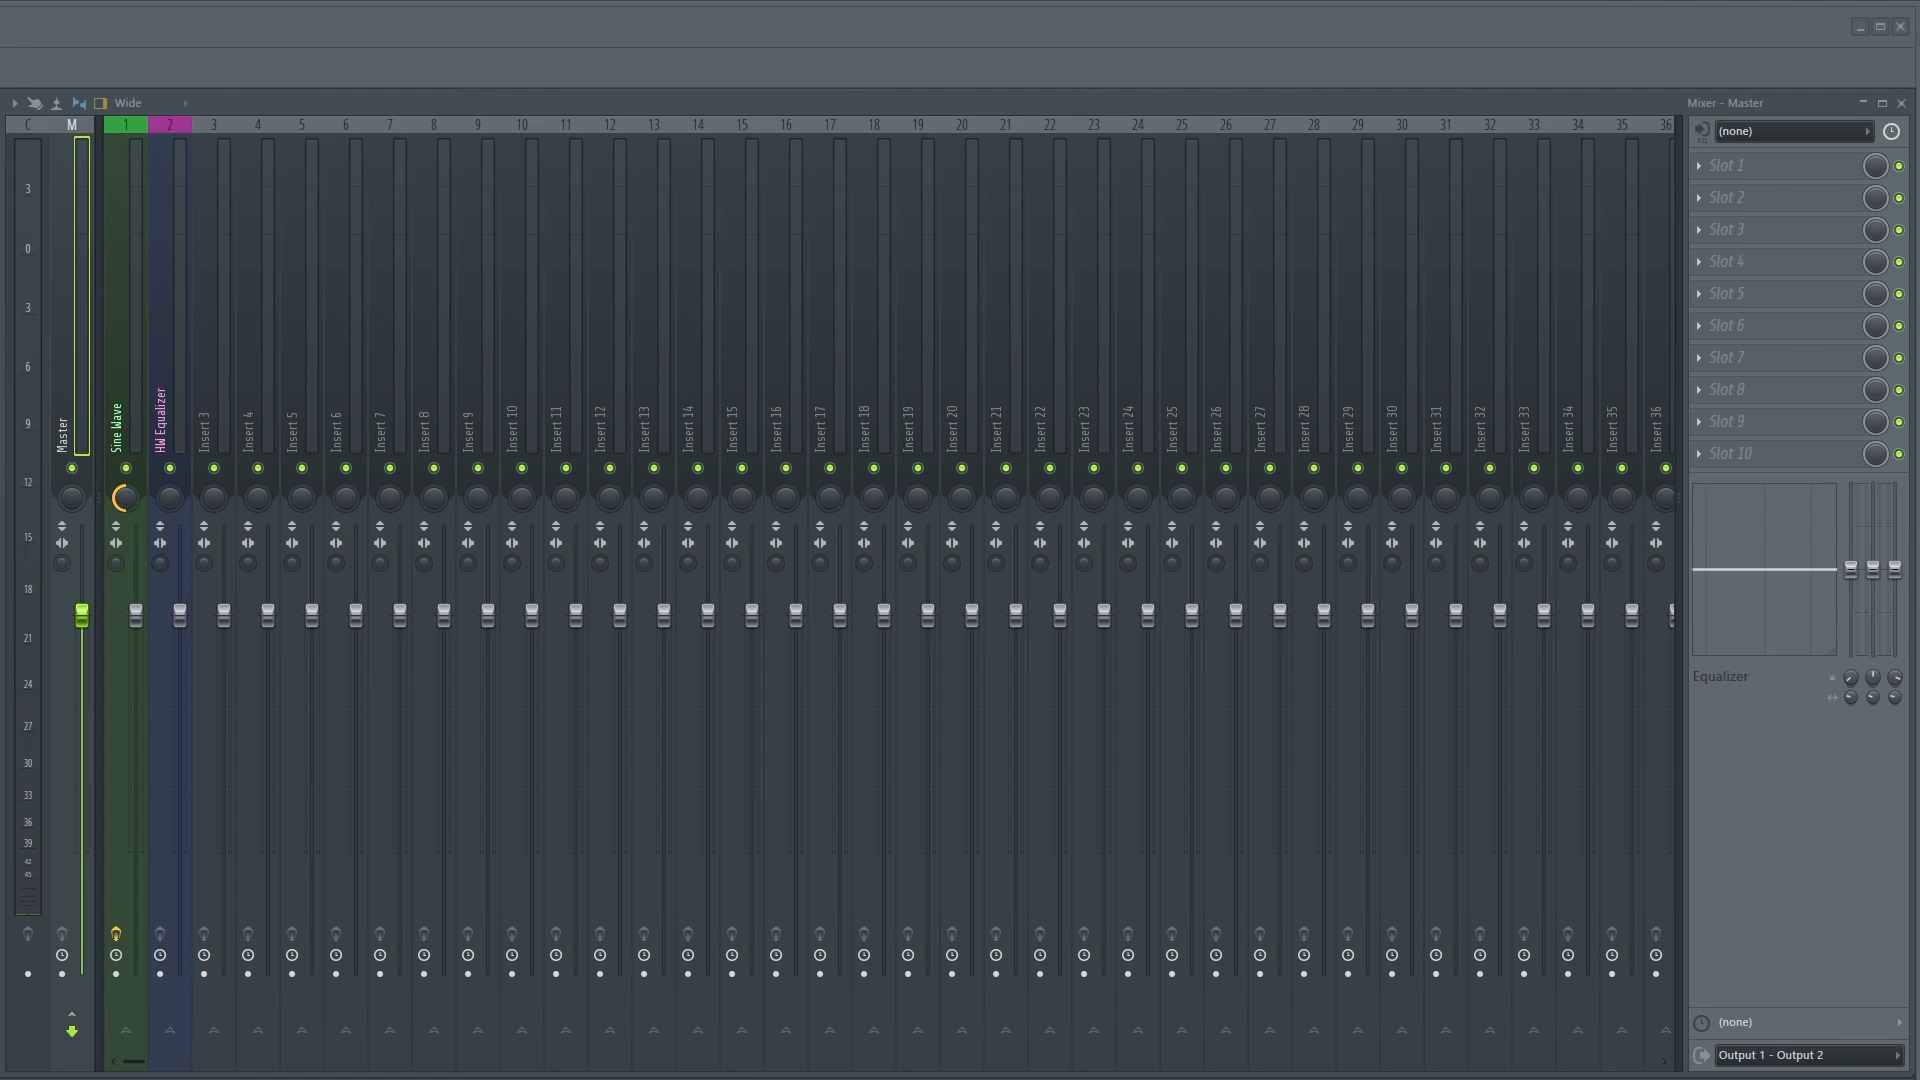 Wide
Mixer - Master
C M 1 2 3 4 5 6 7 8 9 10 11 12 13 14 15 16 17 18 19 20 21 22 23 24 25 26 27 28 29 30 31 32 33 34 35 36
(none)
Slot 1
Slot 2
Slot 3
Slot 4
Slot 5
Slot 6
Slot 7
Slot 8
Slot 9
Slot 10
3
0
3
6
9
12
15
18
21
24
27
30
33
36
39
42
45
Master
Sine Wave
HW Equalizer
Insert 3
Insert 4
Insert 5
Insert 6
Insert 7
Insert 8
Insert 9
Insert 10
Insert 11
Insert 12
Insert 13
Insert 14
Insert 15
Insert 16
Insert 17
Insert 18
Insert 19
Insert 20
Insert 21
Insert 22
Insert 23
Insert 24
Insert 25
Insert 26
Insert 27
Insert 28
Insert 29
Insert 30
Insert 31
Insert 32
Insert 33
Insert 34
Insert 35
Insert 36
Equalizer
(none)
Output 1 - Output 2